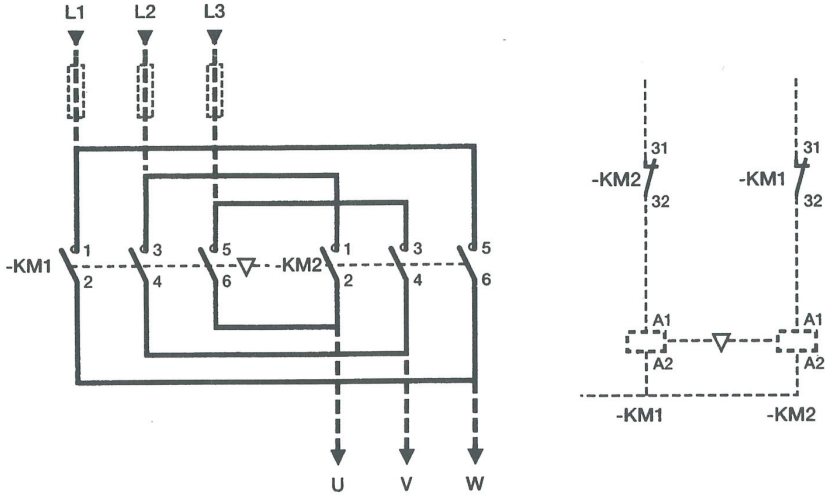 L1 L2 L3
31 31
-KM2 -KM1
32 32
1 3 5 1 3 5
-KM1 -KM2
2 4 6 2 4 6
A1 A1
A2 A2
-KM1 -KM2
U V W